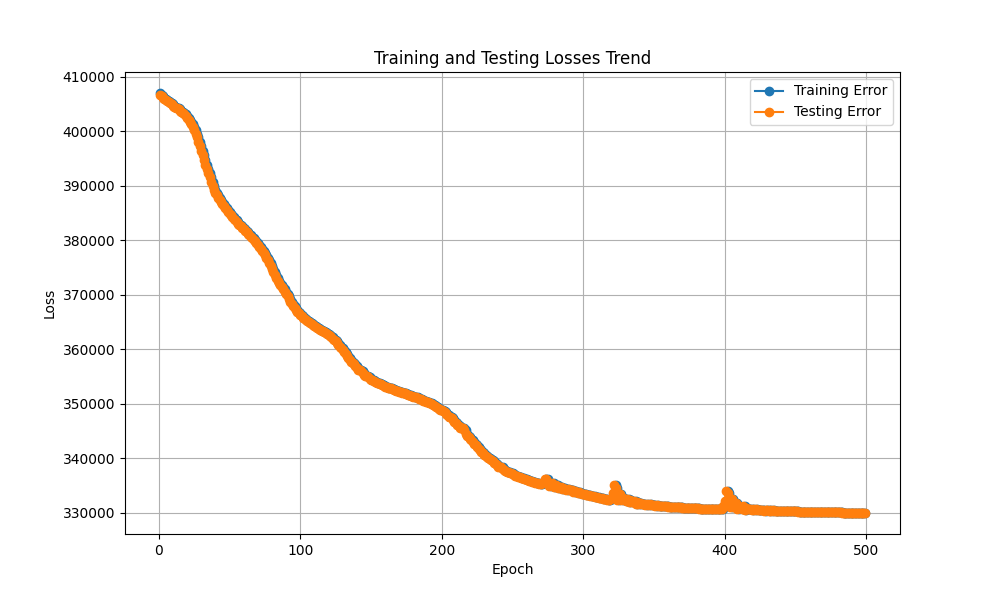 Training and Testing Losses Trend
Training Error
Testing Error
410000
400000
390000
380000
370000
360000
350000
340000
330000
Loss
0 100 200 300 400 500
Epoch